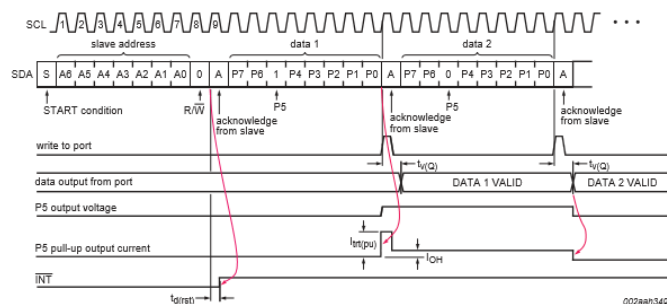 SCL 1 2 3 4 5 6 7 8 9
slave address data 1 data 2
SDA S A6 A5 A4 A3 A2 A1 A0 0 A P7 P6 1 P4 P3 P2 P1 P0 A P7 P6 0 P4 P3 P2 P1 P0 A
START condition R/W acknowledge from slave P5 acknowledge from slave P5 acknowledge from slave
write to port
tv(Q) tv(Q)
data output from port DATA 1 VALID DATA 2 VALID
P5 output voltage
Itrt(pu)
P5 pull-up output current
IOH
INT
td(rst)
002aah349